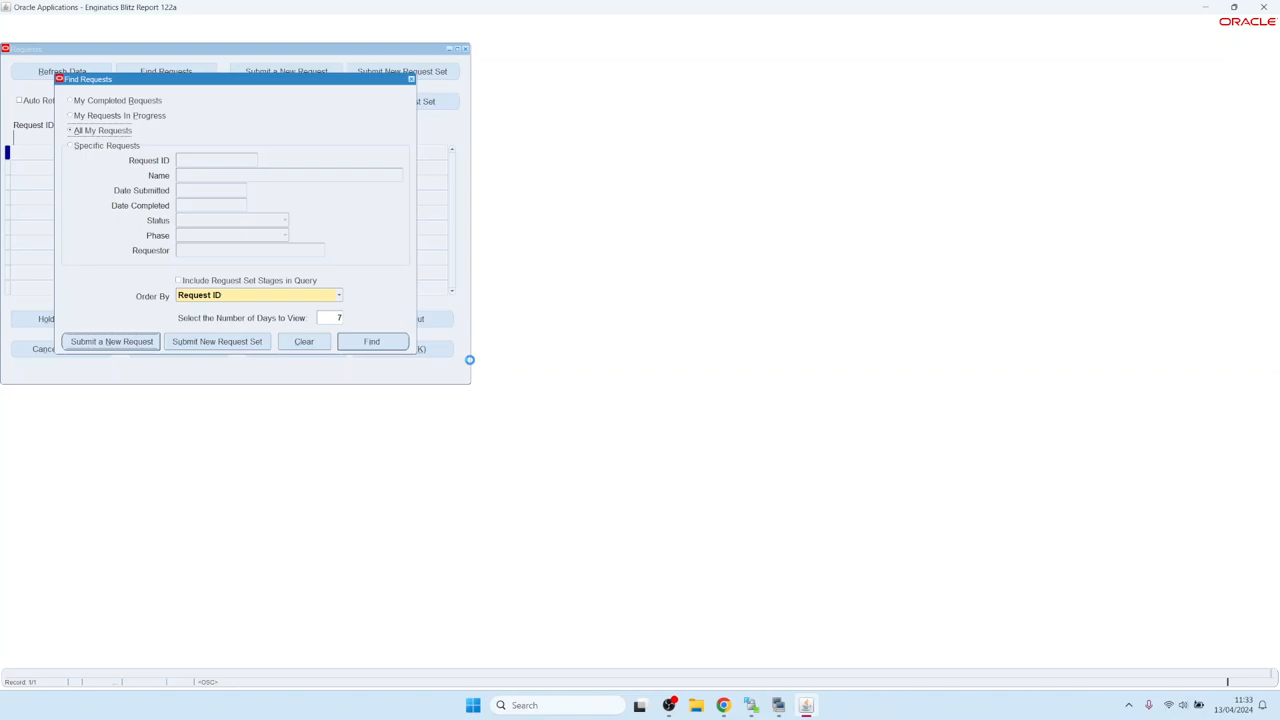 Oracle Applications - Enginatics Blitz Report 122a
ORACLE
Requests
Refresh Data Find Requests Submit a New Request Submit New Request Set
Find Requests
Auto Ref
My Completed Requests
st Set
My Requests In Progress
Request ID
All My Requests
Specific Requests
Request ID
Name
Date Submitted
Date Completed
Status
Phase
Requestor
Include Request Set Stages in Query
Order By Request ID
Select the Number of Days to View: 7
Hold
ut
Submit a New Request Submit New Request Set Clear Find
Cance
K)
Record: 1/1 ... <OSC>
Search
11:33
13/04/2024